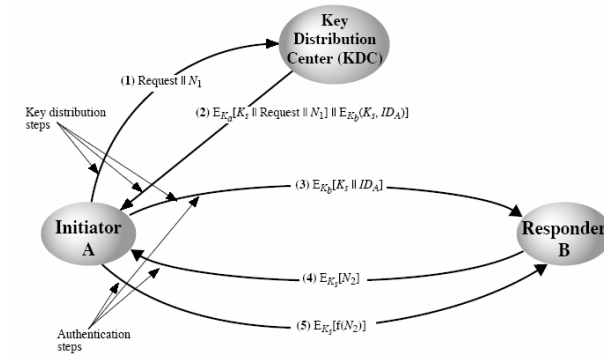 Key
Distribution
Center (KDC)
(1) Request || N1
(2) EKa[Ks || Request || N1] || EKb(Ks, IDA)]
Key distribution
steps
(3) EKb[Ks || IDA]
Initiator
A
Responder
B
(4) EKs[N2]
(5) EKs[f(N2)]
Authentication
steps